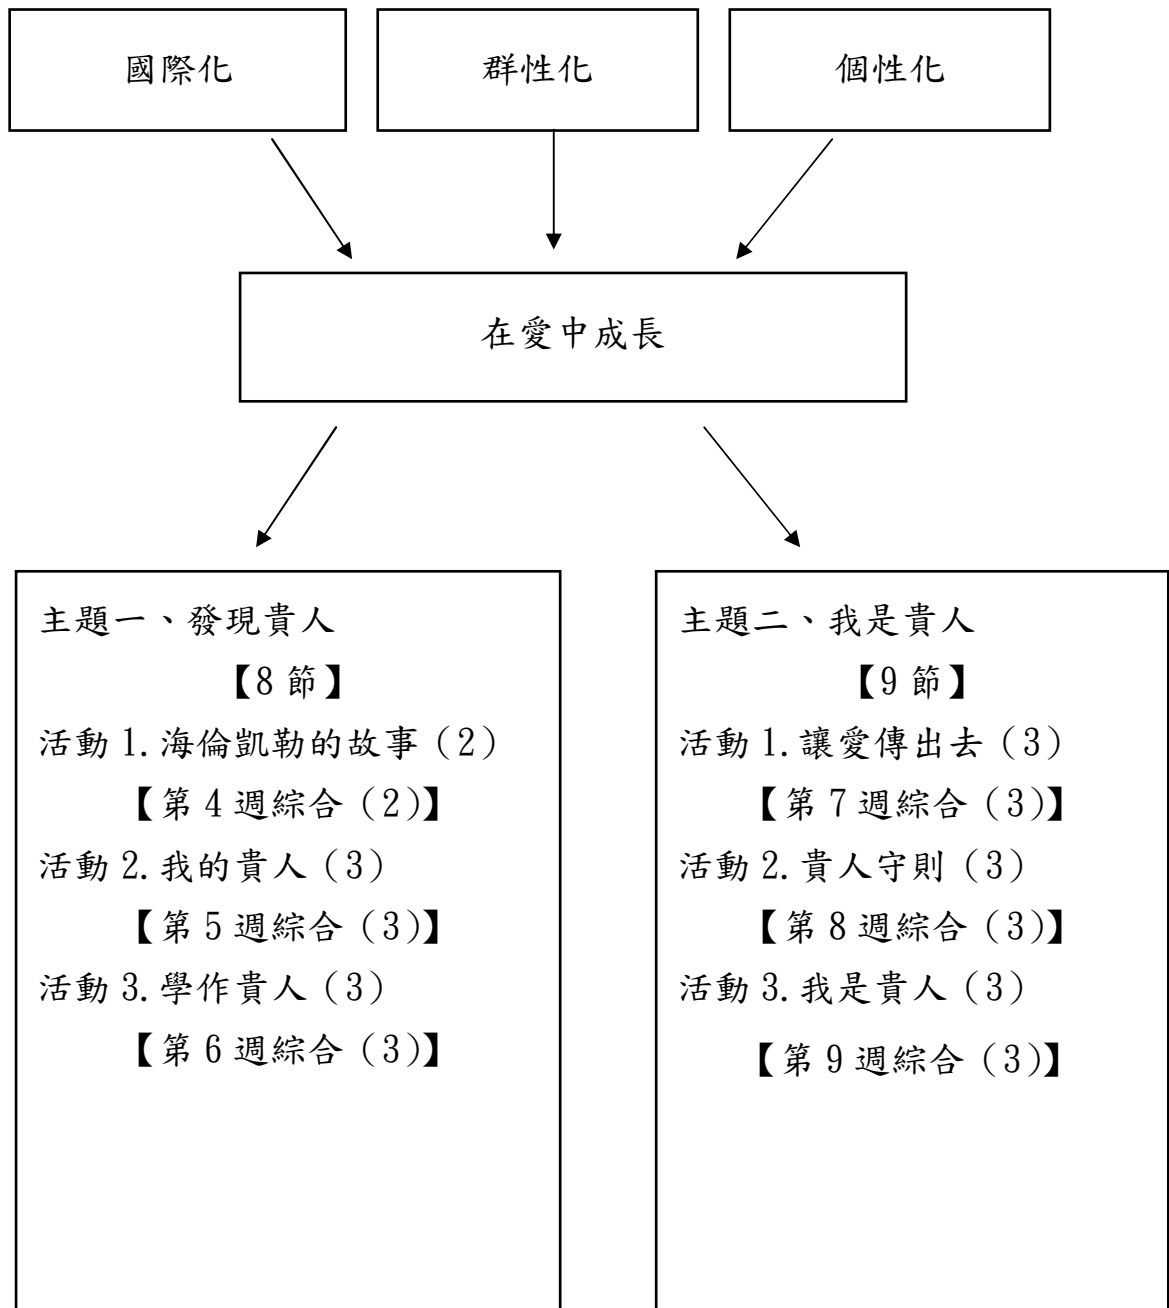 國際化
群性化
個性化
在愛中成長
主題一、發現貴人
【8 節】
活動 1.海倫凱勒的故事（2）
【第 4 週綜合（2）】
活動 2.我的貴人（3）
【第 5 週綜合（3）】
活動 3.學作貴人（3）
【第 6 週綜合（3）】
主題二、我是貴人
【9 節】
活動 1.讓愛傳出去（3）
【第 7 週綜合（3）】
活動 2.貴人守則（3）
【第 8 週綜合（3）】
活動 3.我是貴人（3）
【第 9 週綜合（3）】